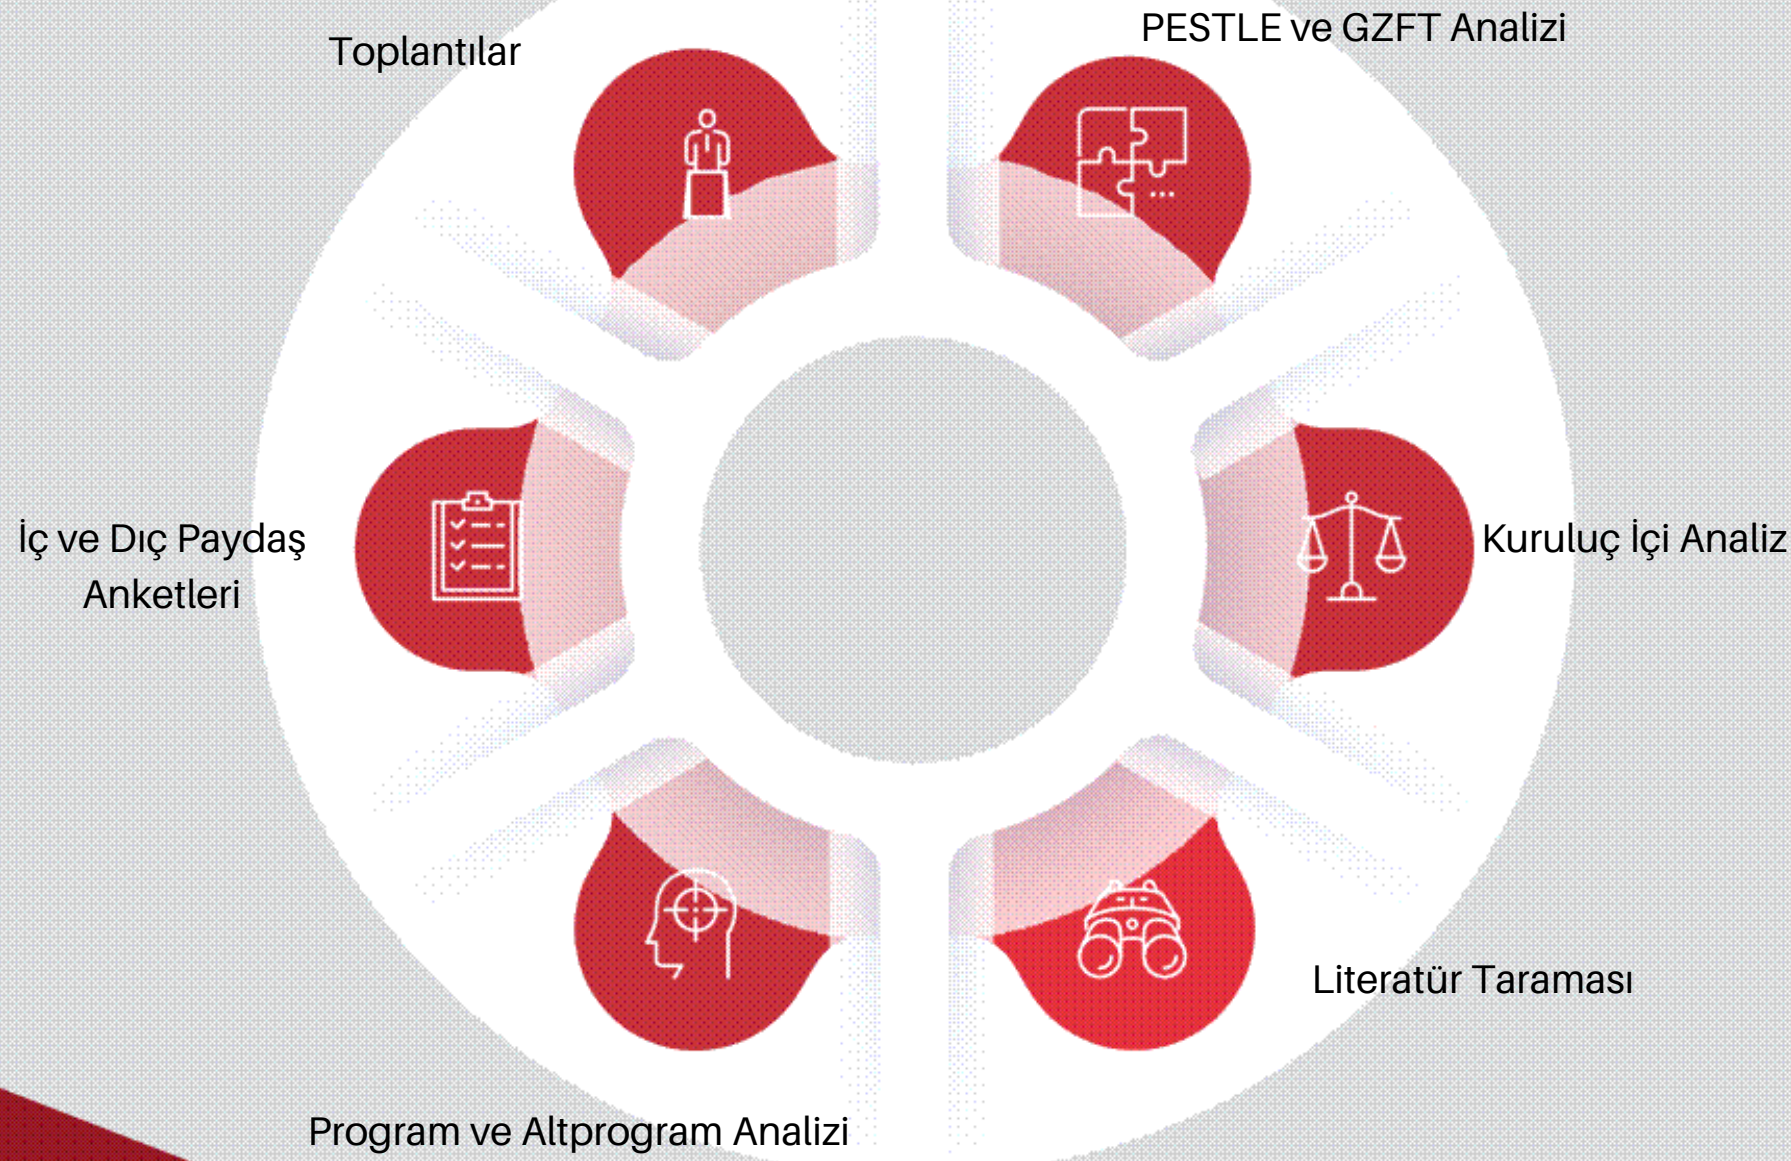 Toplantılar
PESTLE ve GZFT Analizi
İç ve Dıç Paydaş
Anketleri
Kuruluç İçi Analiz
Literatür Taraması
Program ve Altprogram Analizi